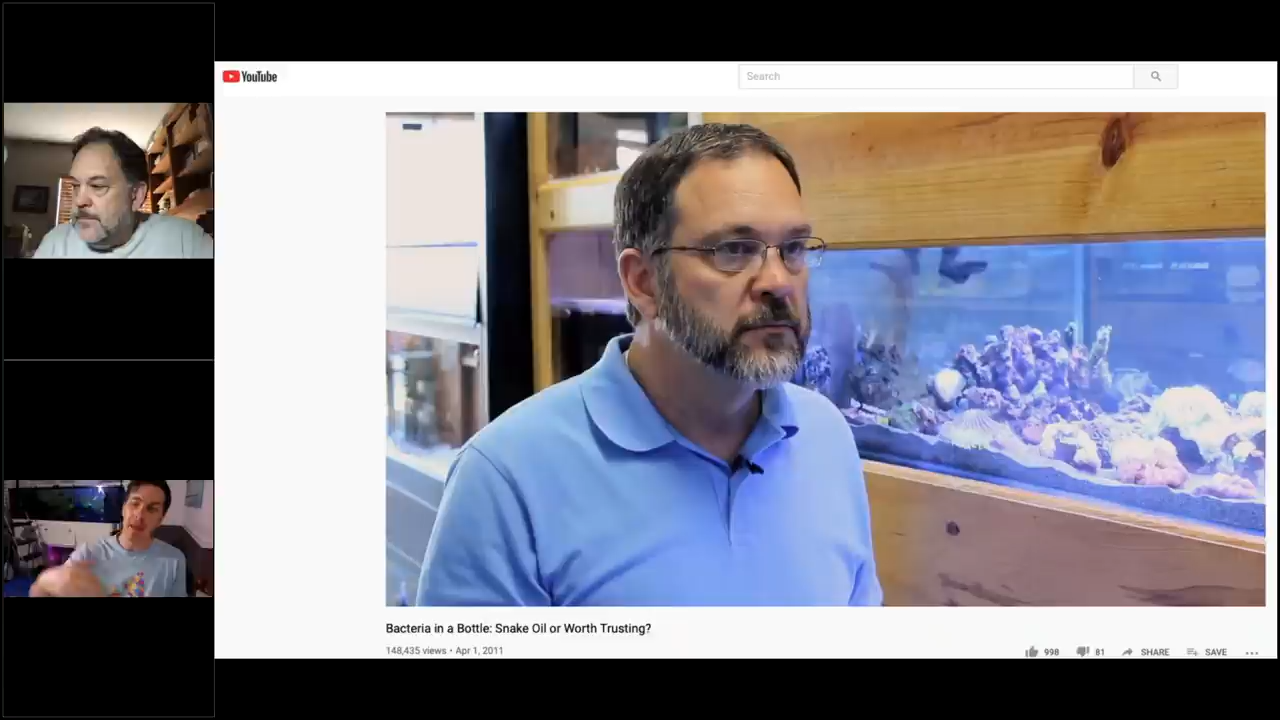 YouTube
Search
Bacteria in a Bottle: Snake Oil or Worth Trusting?
148,435 views • Apr 1, 2011
998
81
SHARE
SAVE